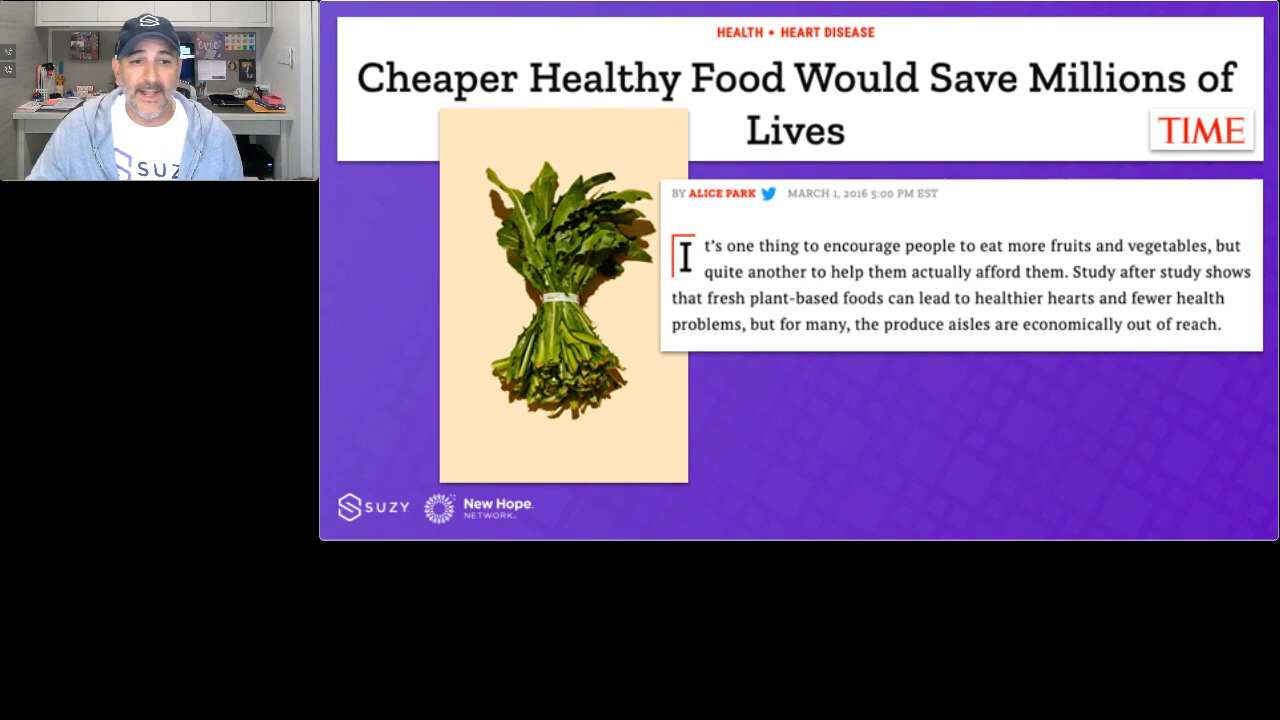 SUZ
HEALTH • HEART DISEASE
Cheaper Healthy Food Would Save Millions of
Lives
TIME
BY ALICE PARK MARCH 1, 2016 5:00 PM EST
It's one thing to encourage people to eat more fruits and vegetables, but
quite another to help them actually afford them. Study after study shows
that fresh plant-based foods can lead to healthier hearts and fewer health
problems, but for many, the produce aisles are economically out of reach.
SUZY
New Hope
NETWORK